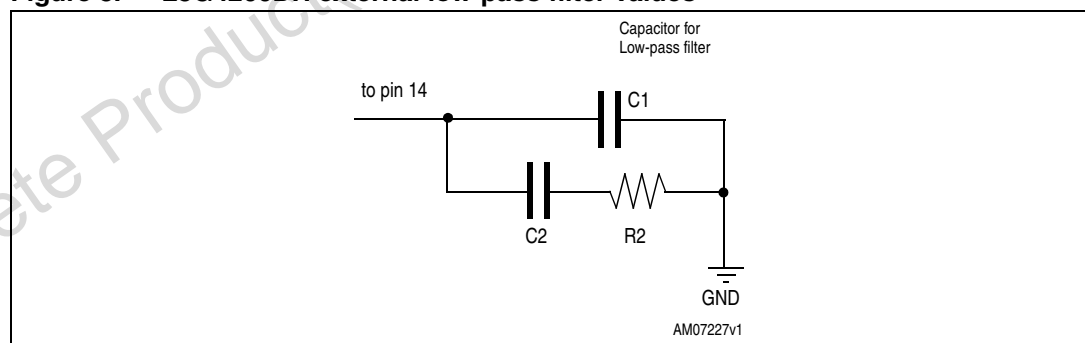 Capacitor for
Low-pass filter
to pin 14
C1
C2
R2
GND
AM07227v1